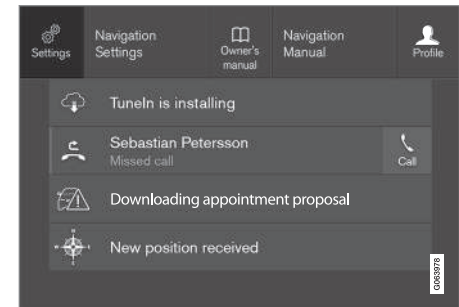 Settings
Navigation
Settings
Owner's
manual
Navigation
Manual
Profile
TuneIn is installing
Sebastian Petersson
Missed call
Call
Downloading appointment proposal
New position received
G063978